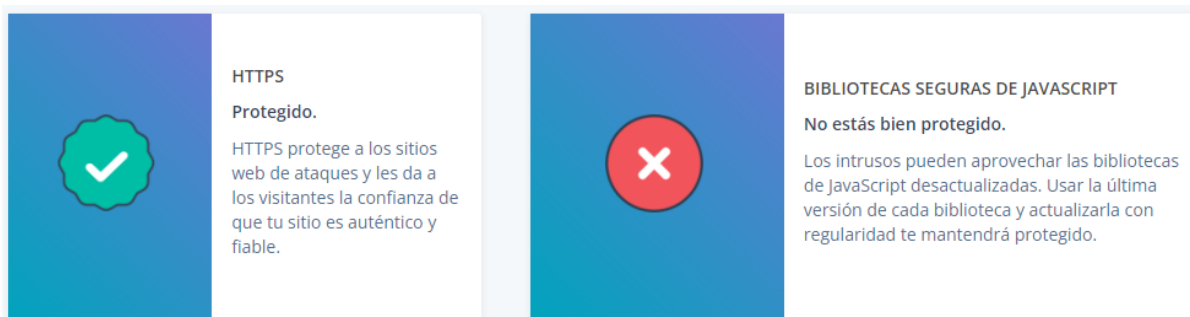 HTTPS
Protegido.
HTTPS protege a los sitios
web de ataques y les da a
los visitantes la confianza de
que tu sitio es auténtico y
fiable.
BIBLIOTECAS SEGURAS DE JAVASCRIPT
No estás bien protegido.
Los intrusos pueden aprovechar las bibliotecas
de JavaScript desactualizadas. Usar la última
versión de cada biblioteca y actualizarla con
regularidad te mantendrá protegido.